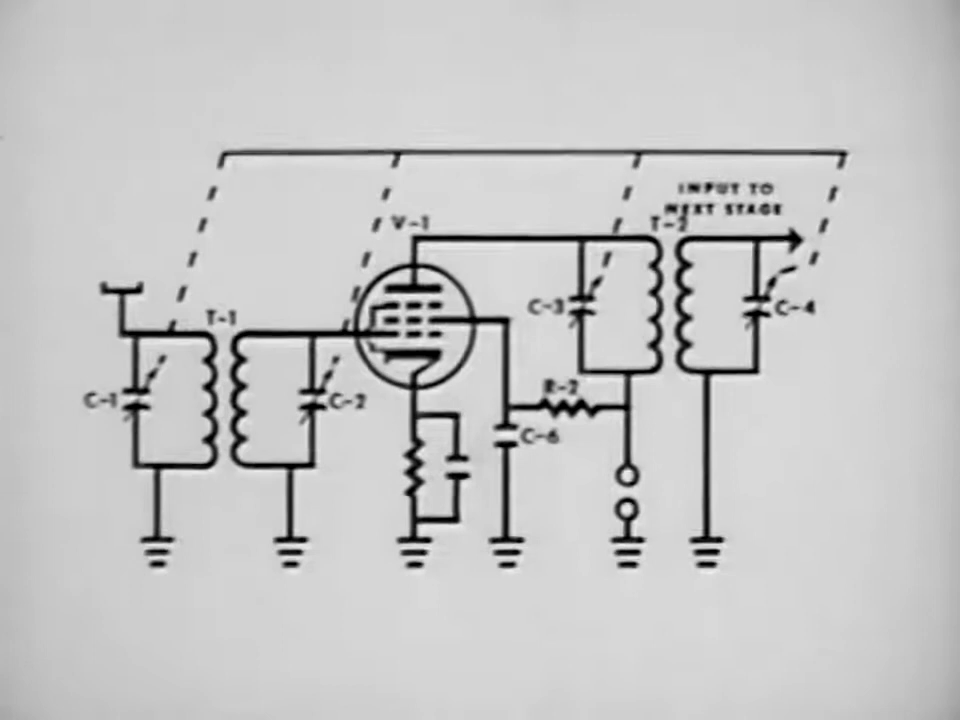 INPUT TO
NEXT STAGE
V-1
T-2
C-3
C-4
T-1
R-2
C-1
C-2
C-6